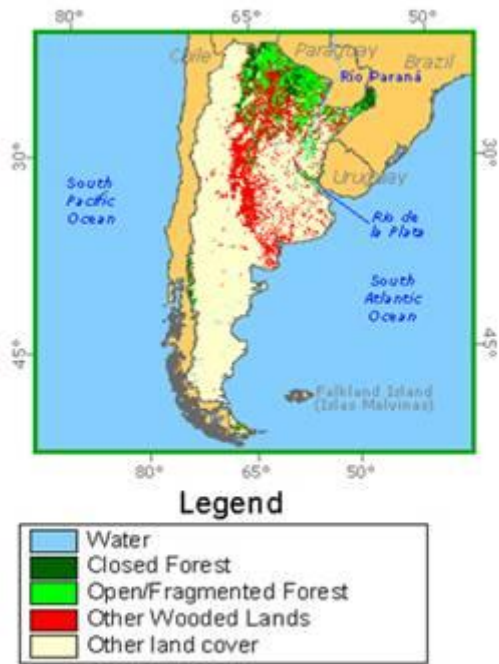 80°
65°
50°
Chile
Paraguay
Brazil
Río Paraná
30°
30°
Uruguay
South
Pacific
Ocean
Río de
la Plata
South
Atlantic
Ocean
45°
45°
Falkland Island
(Izlas Malvinas)
80°
65°
50°
Legend
Water
Closed Forest
Open/Fragmented Forest
Other Wooded Lands
Other land cover